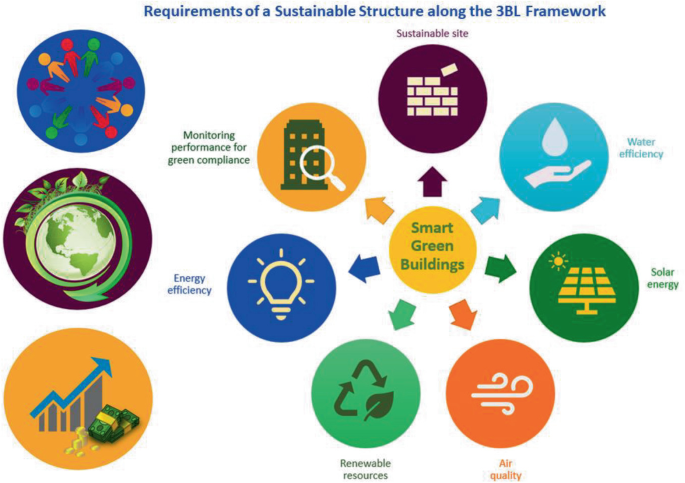 Requirements of a Sustainable Structure along the 3BL Framework
Sustainable site
Monitoring
performance for
green compliance
Water
efficiency
Smart
Green
Buildings
Energy
efficiency
Solar
energy
Renewable
resources
Air
quality